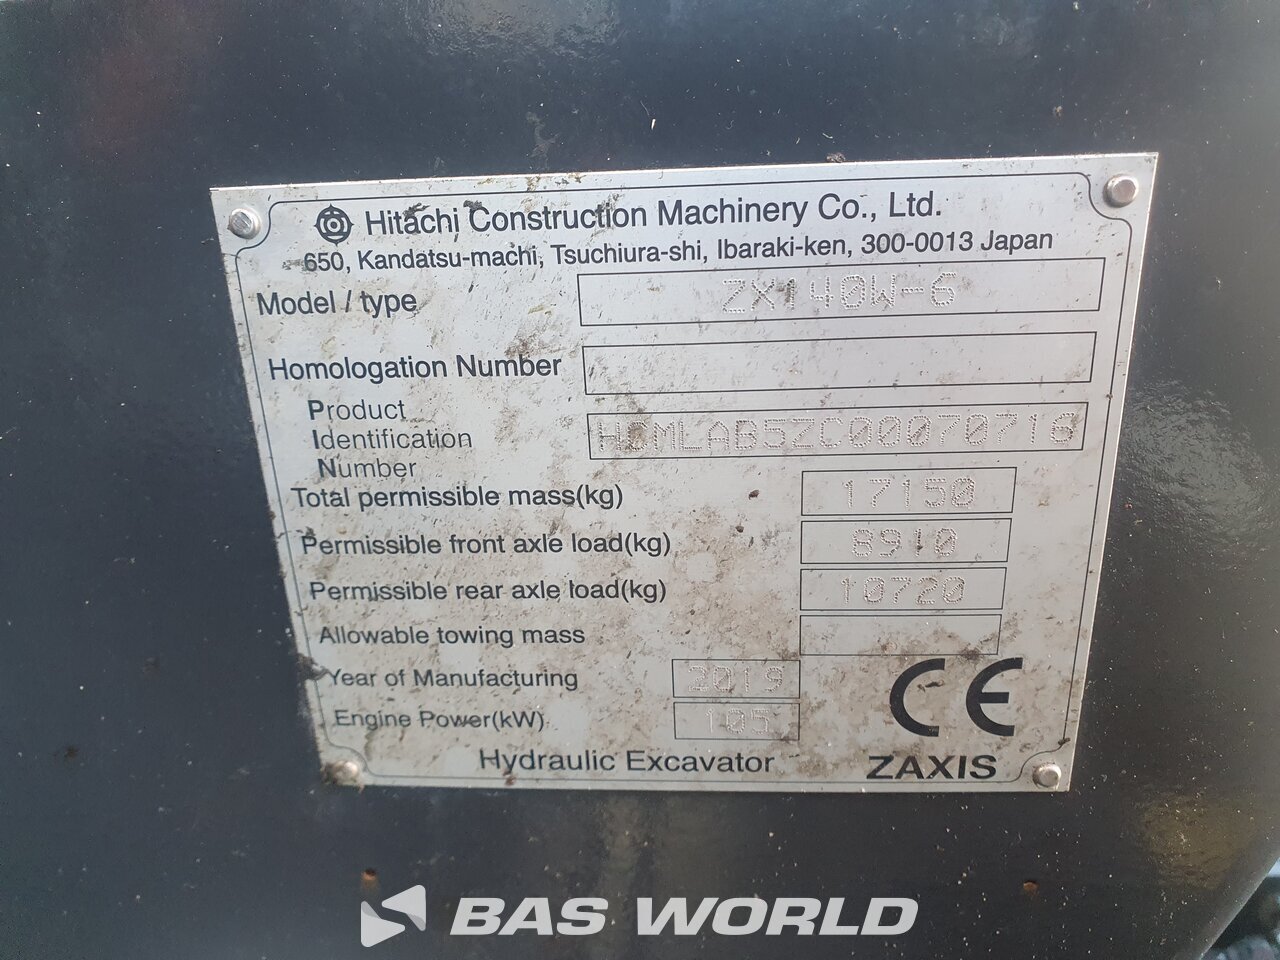 Hitachi Construction Machinery Co., Ltd.
650, Kandatsu-machi, Tsuchiura-shi, Ibaraki-ken, 300-0013 Japan
Model / type ZX140W-6
Homologation Number
Product
Identification HCMLAB5ZC00070716
Number
Total permissible mass(kg) 17150
Permissible front axle load(kg) 8910
Permissible rear axle load(kg) 10720
Allowable towing mass
Year of Manufacturing 2019
Engine Power(kW) 105
CE
Hydraulic Excavator ZAXIS
BAS WORLD